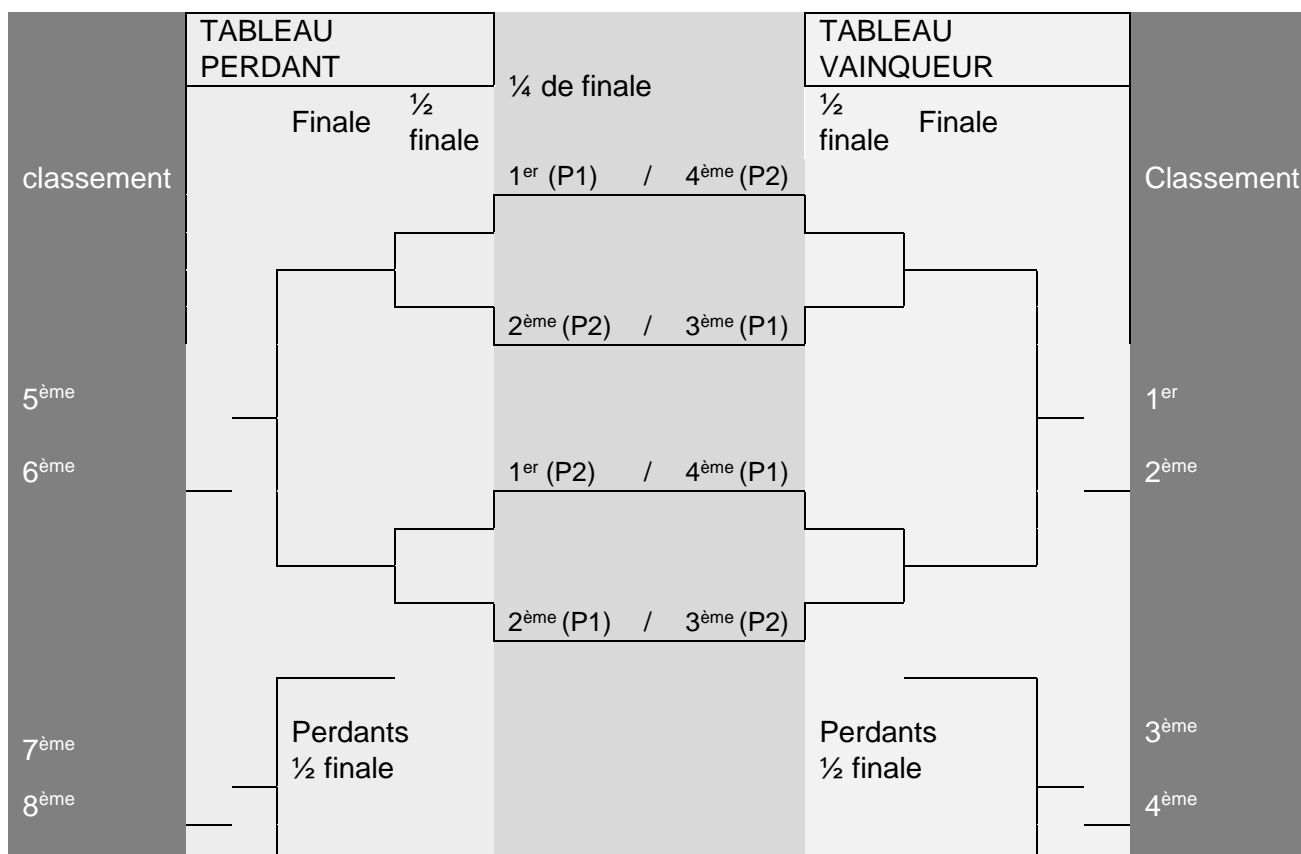 TABLEAU
PERDANT
¼ de finale
TABLEAU
VAINQUEUR
Finale
½
finale
½
finale
Finale
classement
1er (P1) / 4ème (P2)
Classement
2ème (P2) / 3ème (P1)
5ème
1er
6ème
1er (P2) / 4ème (P1)
2ème
2ème (P1) / 3ème (P2)
7ème
Perdants
½ finale
Perdants
½ finale
3ème
8ème
4ème